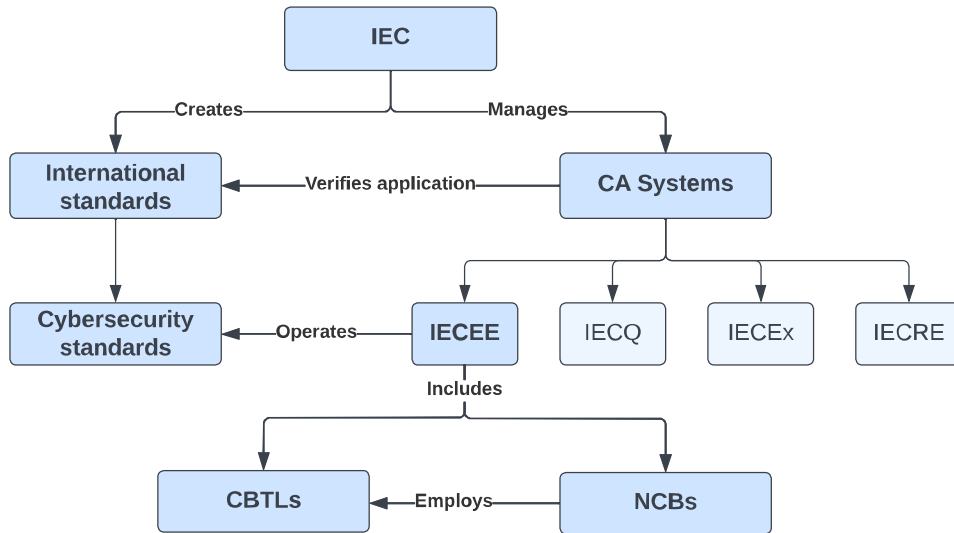 IEC
Creates
Manages
International
standards
Verifies application
CA Systems
Cybersecurity
standards
Operates
IECEE
IECQ
IECEx
IECRE
Includes
CBTLs
Employs
NCBs